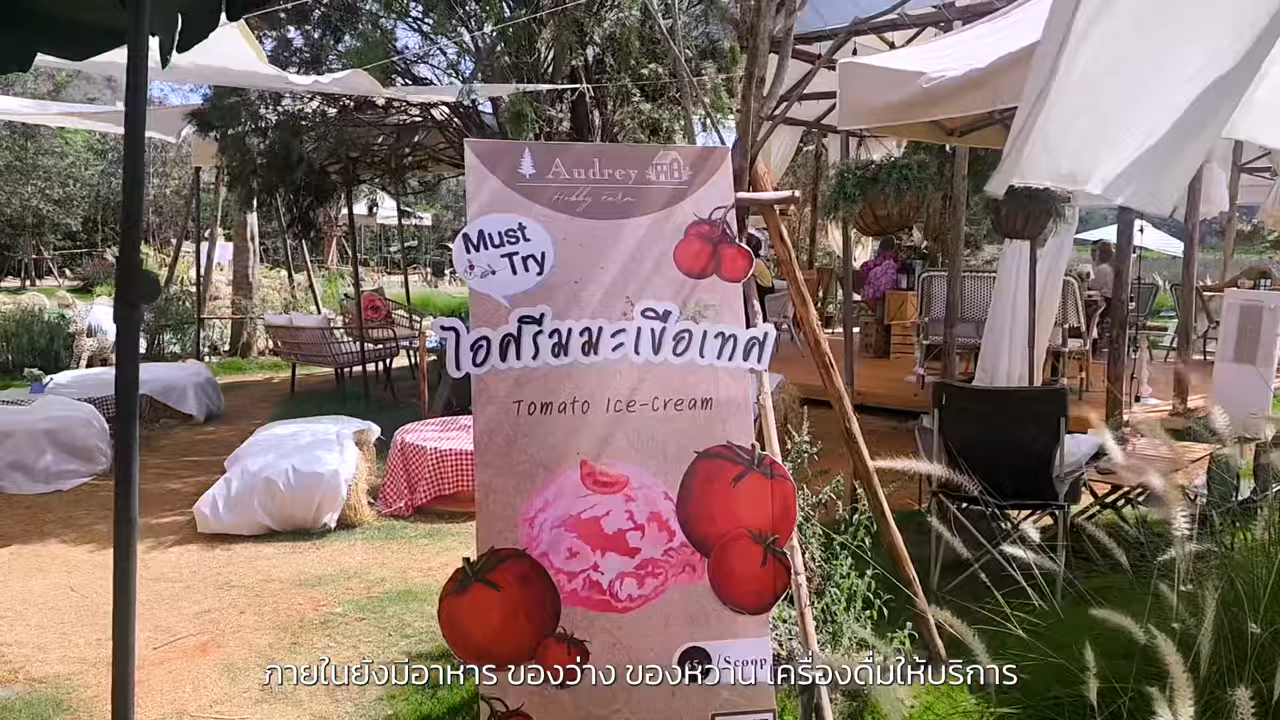 Audrey
Hobby Farm
Must
Try
ไอศรีมมะเขือเทศ
Tomato Ice-Cream
/Scoop
ภายในยังมีอาหาร ของว่าง ของหวาน เครื่องดื่มให้บริการ